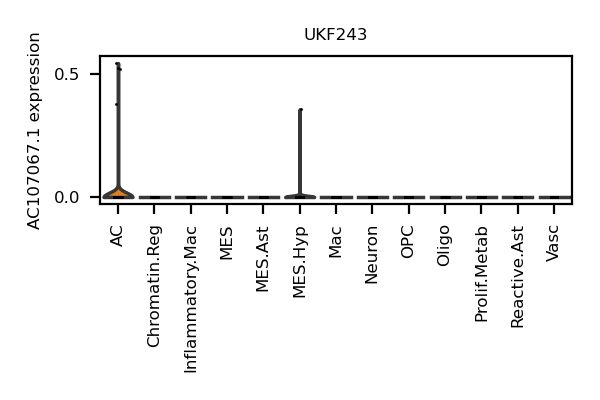 UKF243
AC107067.1 expression
0.5
0.0
AC
Chromatin.Reg
Inflammatory.Mac
MES
MES.Ast
MES.Hyp
Mac
Neuron
OPC
Oligo
Prolif.Metab
Reactive.Ast
Vasc